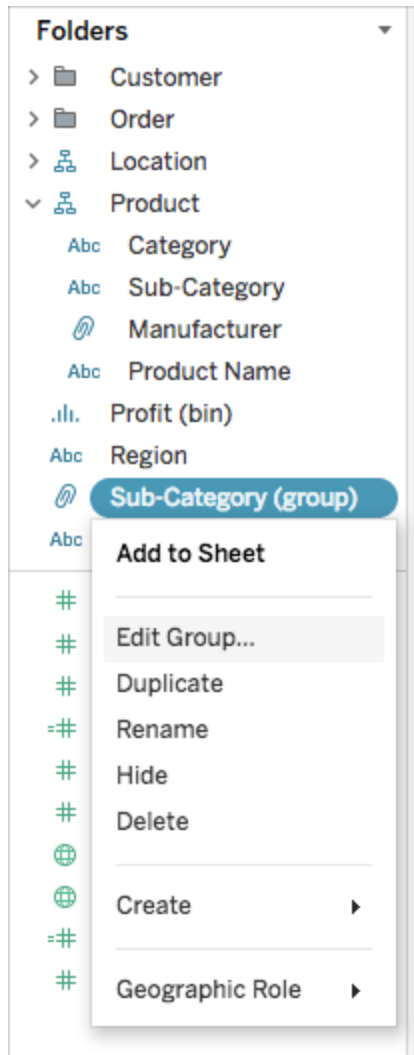 Folders
Customer
Order
Location
Product
Abc Category
Abc Sub-Category
Manufacturer
Abc Product Name
Profit (bin)
Abc Region
Sub-Category (group)
Abc
Add to Sheet
#
Edit Group...
#
Duplicate
#
Rename
=#
Hide
#
Delete
#
Create
=#
Geographic Role
#